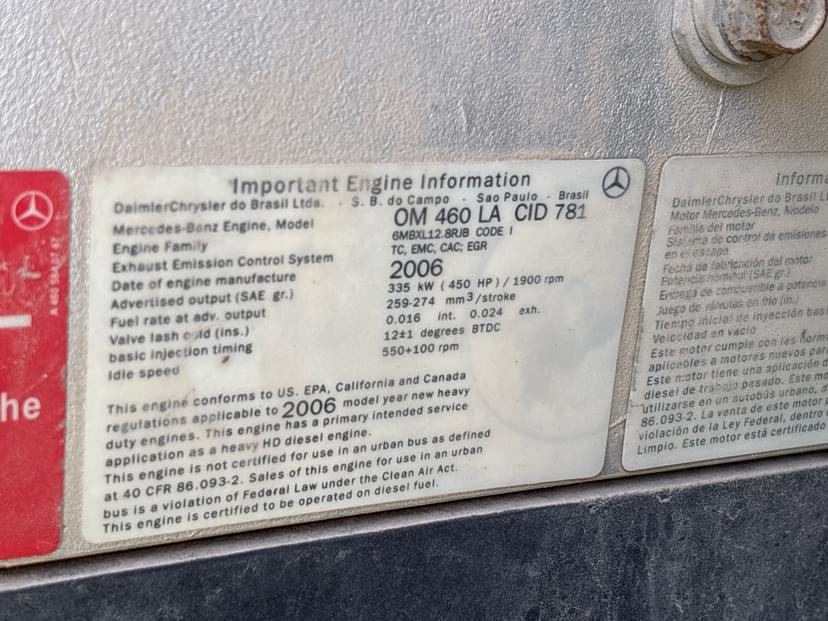 Important Engine Information
DaimlerChrysler do Brasil Ltda. - S. B. do Campo - Sao Paulo - Brasil
Mercedes-Benz Engine, Model OM 460 LA CID 781
Engine Family 6MBXL12.8RJB CODE I
Exhaust Emission Control System TC, EMC, CAC; EGR
Date of engine manufacture 2006
Advertised output (SAE gr.) 335 kW (450 HP) / 1900 rpm
Fuel rate at adv. output 259-274 mm3/stroke
Valve lash cold (ins.) 0.016 int. 0.024 exh.
basic injection timing 12±1 degrees BTDC
Idle speed 550+100 rpm
This engine conforms to US. EPA, California and Canada
regulations applicable to 2006 model year new heavy
duty engines. This engine has a primary intended service
application as a heavy HD diesel engine.
This engine is not certified for use in an urban bus as defined
at 40 CFR 86.093-2. Sales of this engine for use in an urban
bus is a violation of Federal Law under the Clean Air Act.
This engine is certified to be operated on diesel fuel.
he
Informa
DaimlerChrysler do Brasil L
Motor Mercedes-Benz, Modelo
Familia del motor
Sistema de control de emisiones
en el escape
Fecha de fabricción del motor
Potencia nominal (SAE gr.)
Entrega de combustible a potencia
Juego de válvulas en frío (in.)
Tiempo inicial de inyección bas
Velocidad en vacio
Este motor cumple con las norma
aplicables a motores nuevos par
Este motor tiene una aplicación d
diesel de trabajo pesado. Este mo
utilizarse en un autobús urbano, d
86.093-2. La venta de este motor p
violación de la Ley Federal, dentro
Limpio. Este motor está certificado